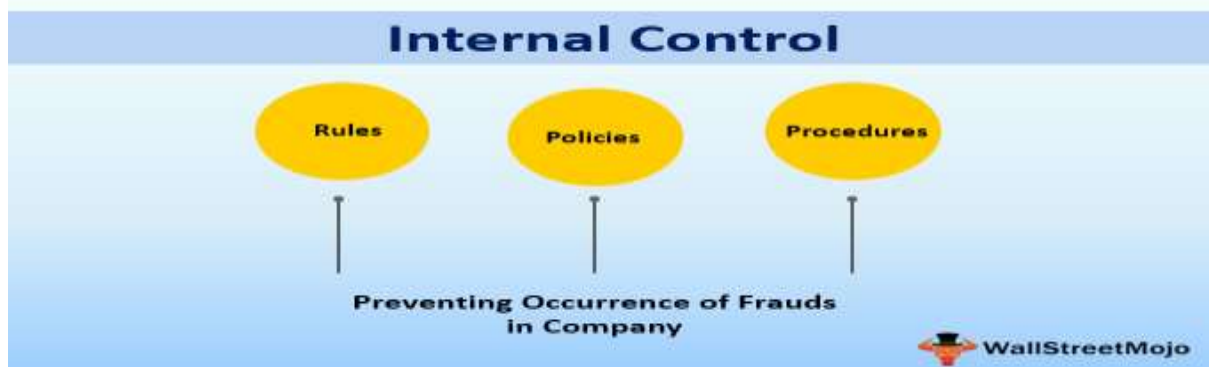 Internal Control
Rules
Policies
Procedures
Preventing Occurrence of Frauds
in Company
WallStreetMojo